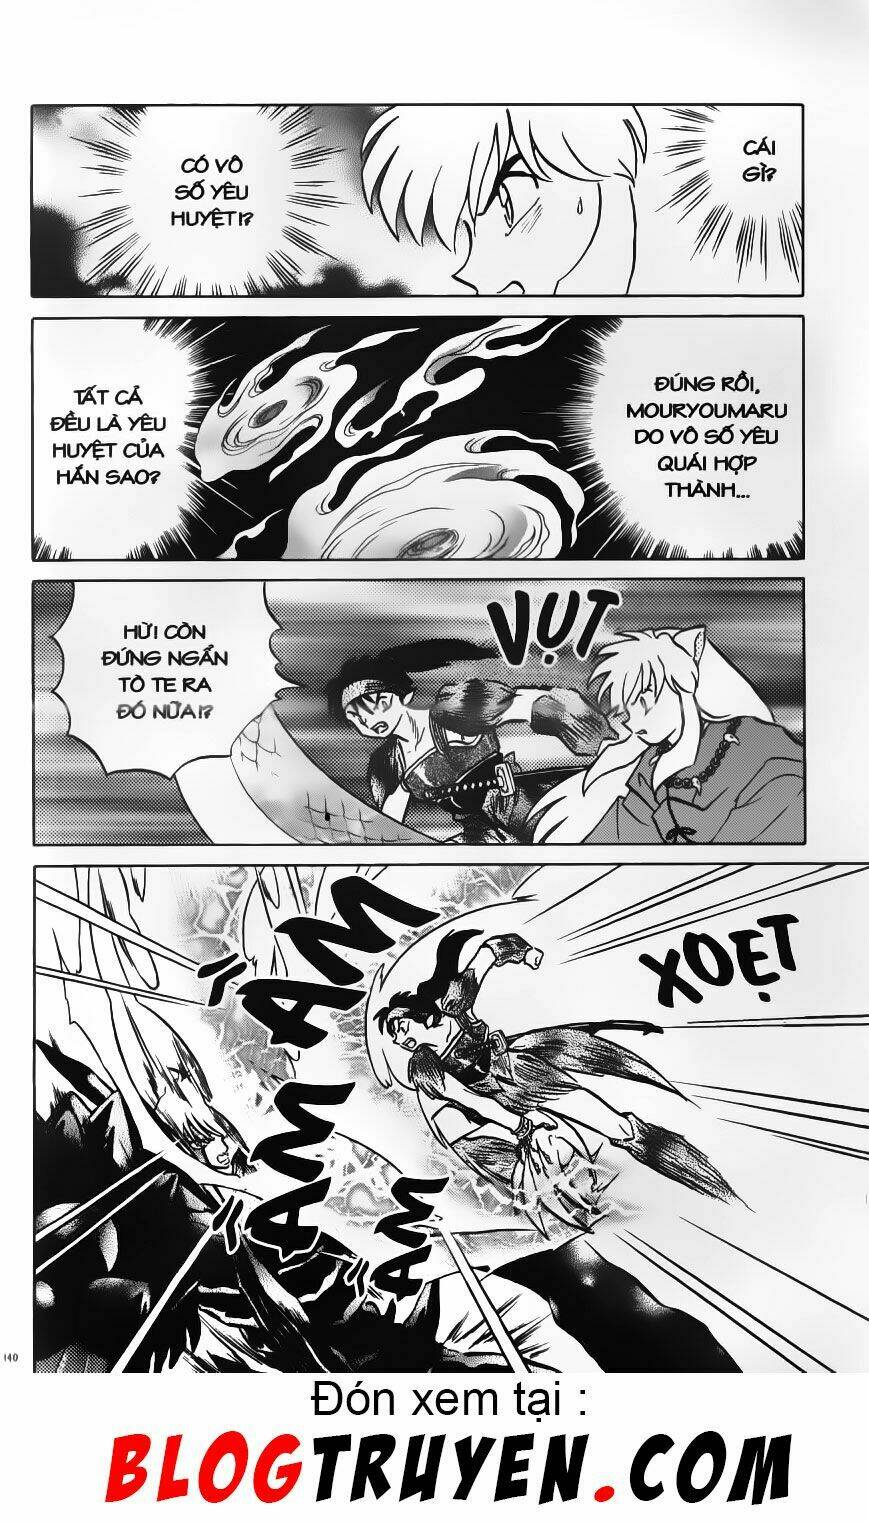 CÁI
GÌ?
CÓ VÔ
SỐ YÊU
HUYỆT!?
ĐÚNG RỒI,
MOURYOUMARU
DO VÔ SỐ YÊU
QUÁI HỢP
THÀNH...
TẤT CẢ
ĐỀU LÀ YÊU
HUYỆT CỦA
HẮN SAO?
VỤT
HỪ! CÒN
ĐỨNG NGẨN
TÒ TE RA
ĐÓ NỮA!?
XOẸT
ẦM ẦM
ẦM ẦM
140
Đón xem tại :
BLOGTRUYEN.COM